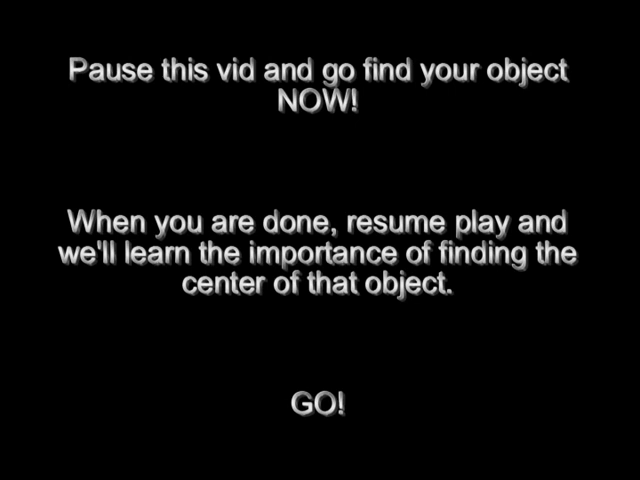 Pause this vid and go find your object
NOW!
When you are done, resume play and
we'll learn the importance of finding the
center of that object.
GO!